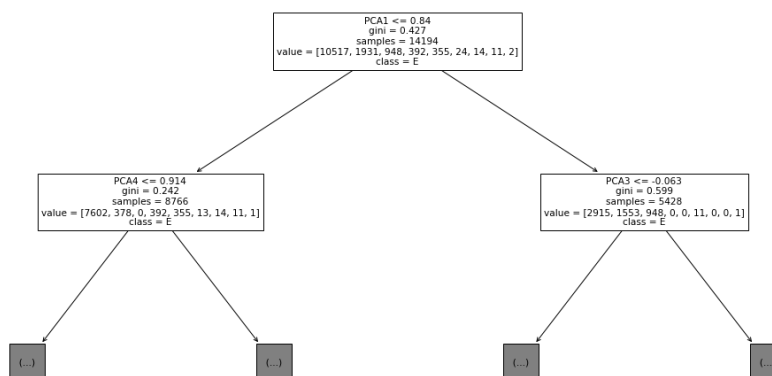 PCA1 <= 0.84
gini = 0.427
samples = 14194
value = [10517, 1931, 948, 392, 355, 24, 14, 11, 2]
class = E
PCA4 <= 0.914
gini = 0.242
samples = 8766
value = [7602, 378, 0, 392, 355, 13, 14, 11, 1]
class = E
PCA3 <= -0.063
gini = 0.599
samples = 5428
value = [2915, 1553, 948, 0, 0, 11, 0, 0, 1]
class = E
(...)
(...)
(...)
(...)